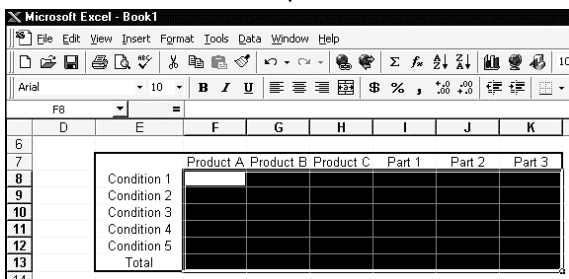 Microsoft Excel - Book1
File Edit View Insert Format Tools Data Window Help
Σ fx
Arial 10 B I U $ % ,
F8 =
D E F G H I J K
6
7 Product A Product B Product C Part 1 Part 2 Part 3
8 Condition 1
9 Condition 2
10 Condition 3
11 Condition 4
12 Condition 5
13 Total